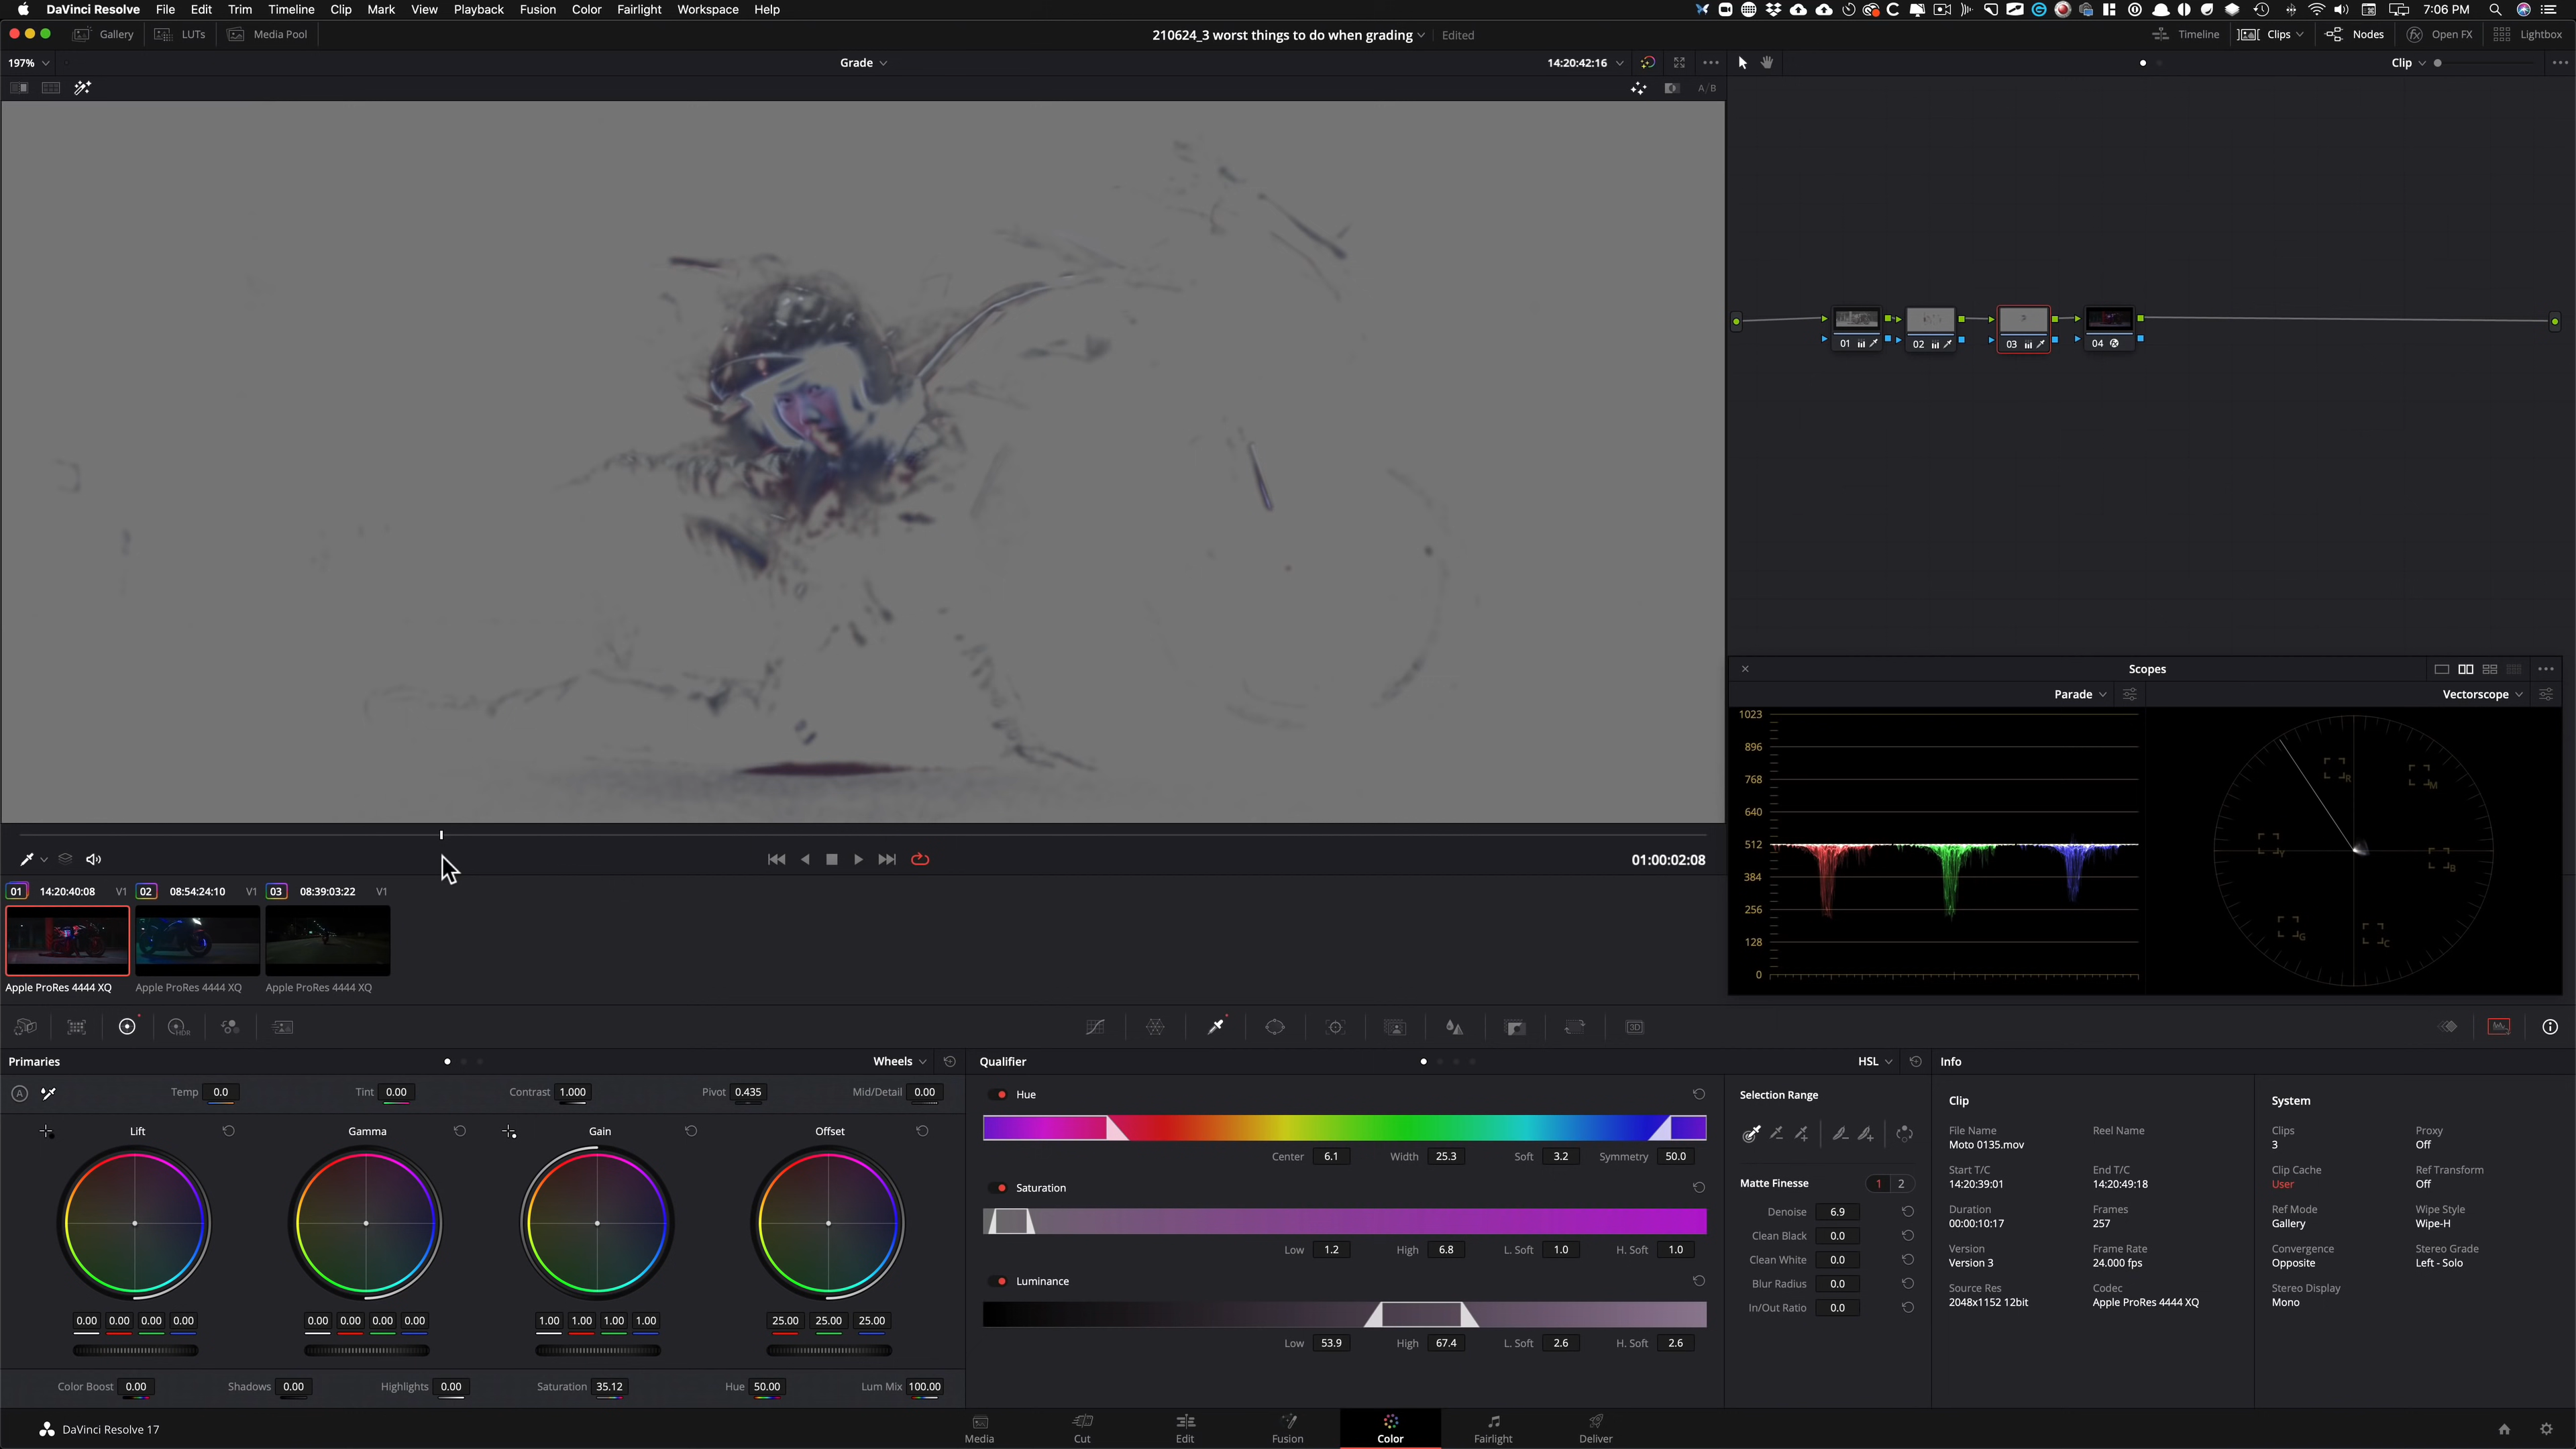 DaVinci Resolve File Edit Trim Timeline Clip Mark View Playback Fusion Color Fairlight Workspace Help 7:06 PM
Gallery LUTs Media Pool 210624_3 worst things to do when grading Edited Timeline Clips Nodes Open FX Lightbox
197% Grade 14:20:42:16 Clip
A/B
01 02 03 04
Scopes
Parade Vectorscope
1023
896
768
640
512
384
256
128
0
R
M
Y
B
G
C
01:00:02:08
01 14:20:40:08 V1 02 08:54:24:10 V1 03 08:39:03:22 V1
Apple ProRes 4444 XQ Apple ProRes 4444 XQ Apple ProRes 4444 XQ
HDR 3D
Primaries Wheels Qualifier HSL Info
A Temp 0.0 Tint 0.00 Contrast 1.000 Pivot 0.435 Mid/Detail 0.00
Lift Gamma Gain Offset
0.00 0.00 0.00 0.00 0.00 0.00 0.00 0.00 1.00 1.00 1.00 1.00 25.00 25.00 25.00
Color Boost 0.00 Shadows 0.00 Highlights 0.00 Saturation 35.12 Hue 50.00 Lum Mix 100.00
Hue
Center 6.1 Width 25.3 Soft 3.2 Symmetry 50.0
Saturation
Low 1.2 High 6.8 L. Soft 1.0 H. Soft 1.0
Luminance
Low 53.9 High 67.4 L. Soft 2.6 H. Soft 2.6
Selection Range
Matte Finesse 1 2
Denoise 6.9
Clean Black 0.0
Clean White 0.0
Blur Radius 0.0
In/Out Ratio 0.0
Clip
File Name Reel Name
Moto 0135.mov
Start T/C End T/C
14:20:39:01 14:20:49:18
Duration Frames
00:00:10:17 257
Version Frame Rate
Version 3 24.000 fps
Source Res Codec
2048x1152 12bit Apple ProRes 4444 XQ
System
Clips Proxy
3 Off
Clip Cache Ref Transform
User Off
Ref Mode Wipe Style
Gallery Wipe-H
Convergence Stereo Grade
Opposite Left - Solo
Stereo Display
Mono
DaVinci Resolve 17 Media Cut Edit Fusion Color Fairlight Deliver